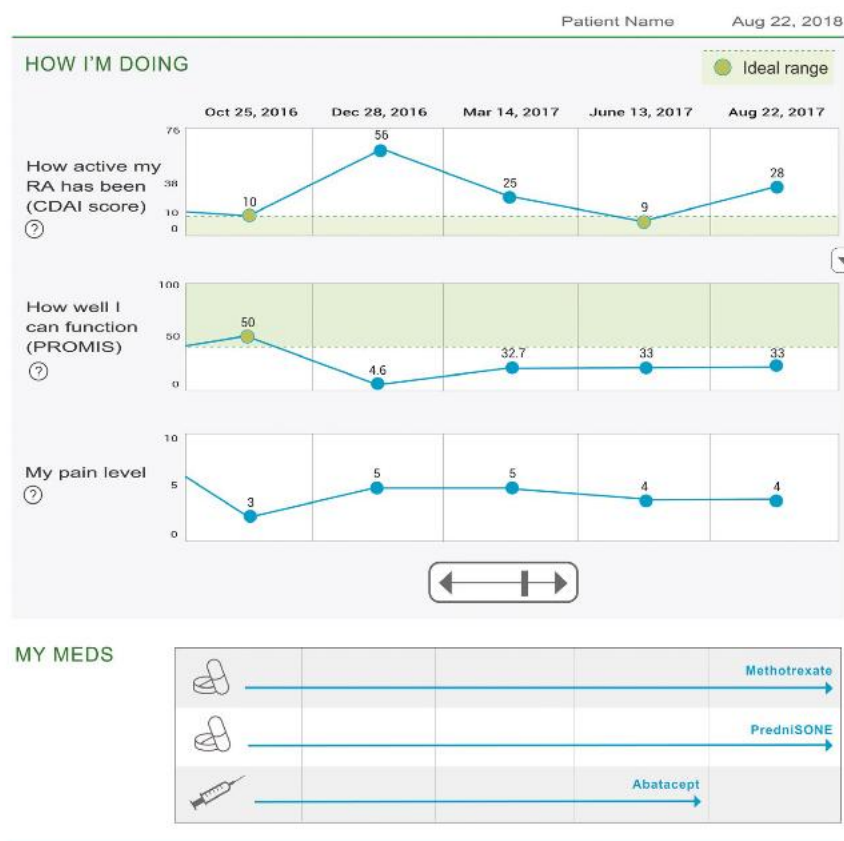 Patient Name Aug 22, 2018
HOW I'M DOING
Ideal range
Oct 25, 2016 Dec 28, 2016 Mar 14, 2017 June 13, 2017 Aug 22, 2017
How active my
RA has been
(CDAI score)
?
76
38
10
0
10 56 25 9 28
How well I
can function
(PROMIS)
?
100
50
0
50 4.6 32.7 33 33
My pain level
?
10
5
0
3 5 5 4 4
MY MEDS
Methotrexate
PredniSONE
Abatacept